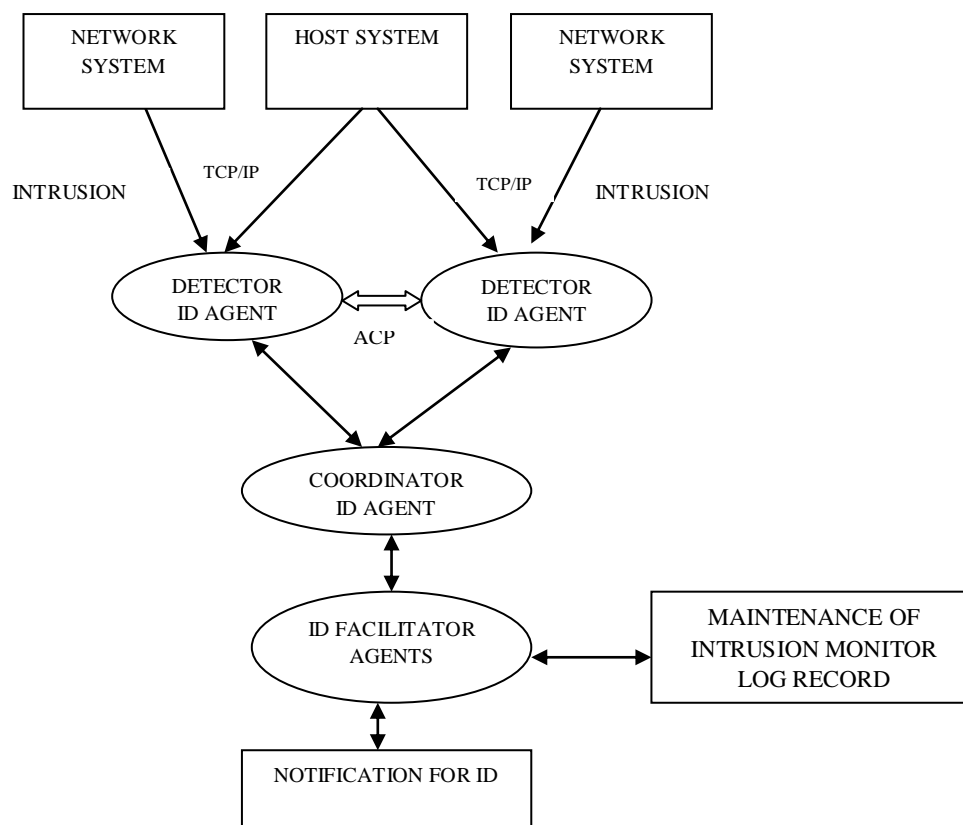 NETWORK
SYSTEM
HOST SYSTEM
NETWORK
SYSTEM
TCP/IP
TCP/IP
INTRUSION
INTRUSION
DETECTOR
ID AGENT
DETECTOR
ID AGENT
ACP
COORDINATOR
ID AGENT
ID FACILITATOR
AGENTS
MAINTENANCE OF
INTRUSION MONITOR
LOG RECORD
NOTIFICATION FOR ID